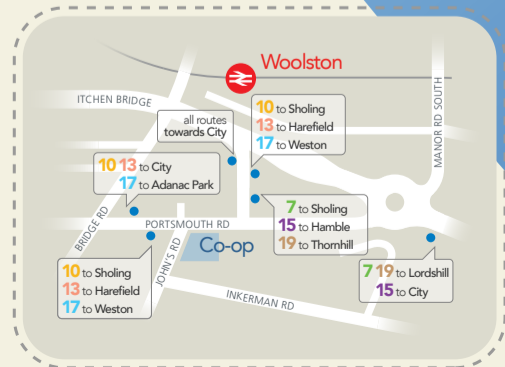 Woolston
ITCHEN BRIDGE
all routes
towards City
10 to Sholing
13 to Harefield
17 to Weston
MANOR RD SOUTH
10 13 to City
17 to Adanac Park
7 to Sholing
15 to Hamble
19 to Thornhill
BRIDGE RD
PORTSMOUTH RD
JOHN'S RD
Co-op
10 to Sholing
13 to Harefield
17 to Weston
7 19 to Lordshill
15 to City
INKERMAN RD